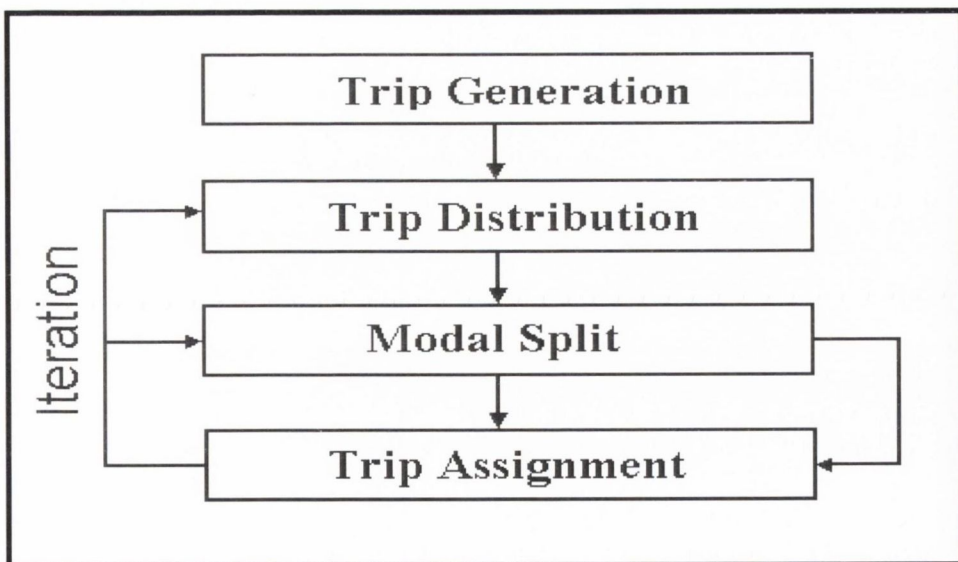 Trip Generation
Trip Distribution
Modal Split
Trip Assignment
Iteration